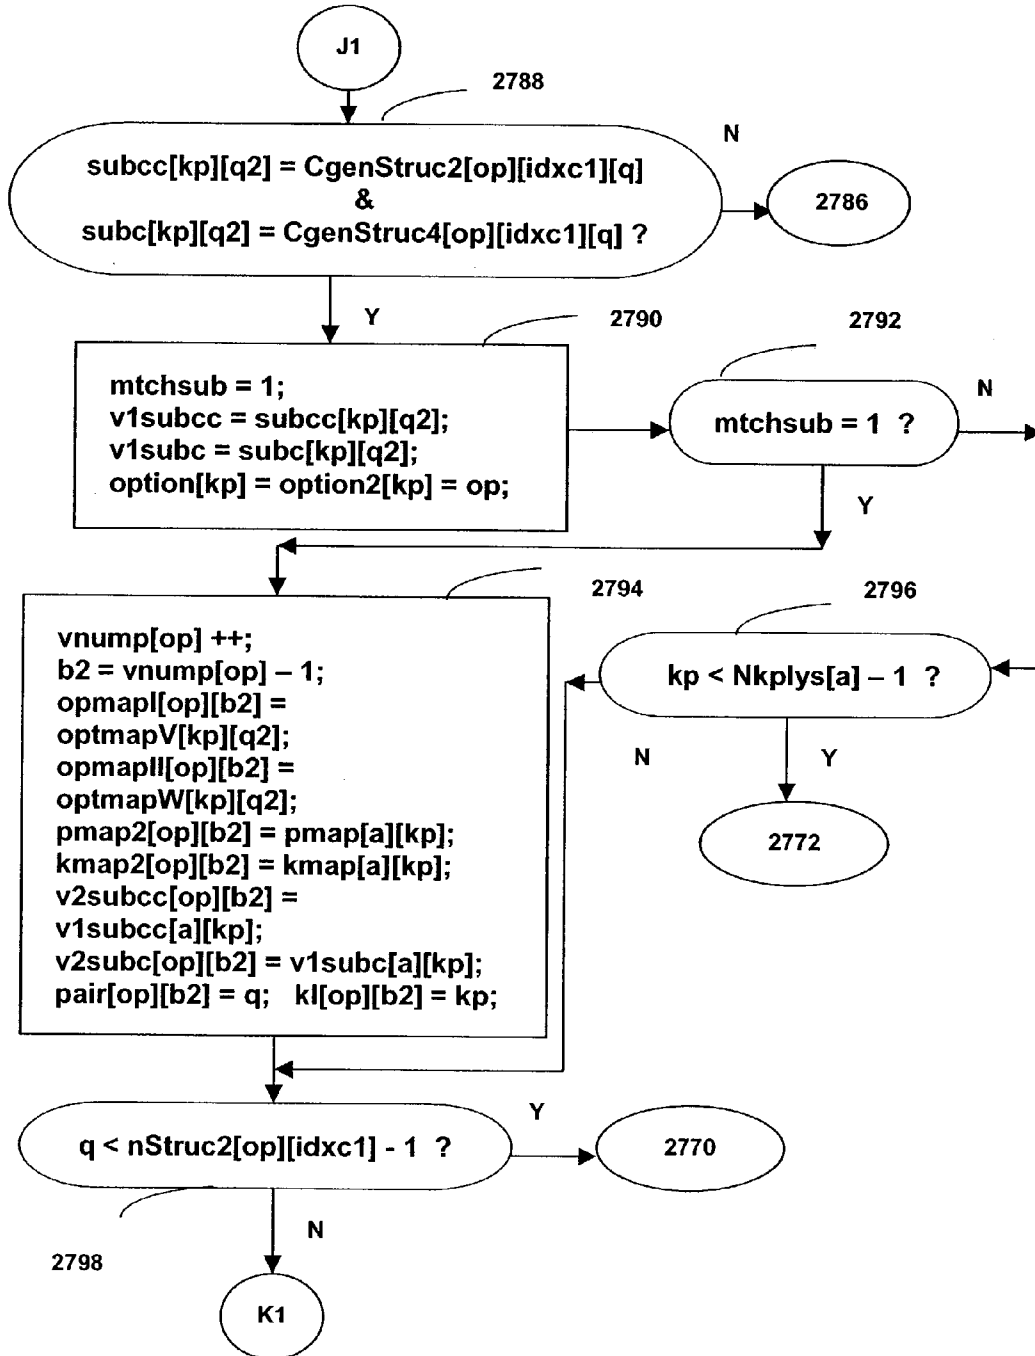 J1
2788
subcc[kp][q2] = CgenStruc2[op][idxc1][q]
&
subc[kp][q2] = CgenStruc4[op][idxc1][q] ?
N
2786
Y
2790
mtchsub = 1;
v1subcc = subcc[kp][q2];
v1subc = subc[kp][q2];
option[kp] = option2[kp] = op;
2792
mtchsub = 1 ?
N
Y
2794
vnump[op] ++;
b2 = vnump[op] – 1;
opmapI[op][b2] =
optmapV[kp][q2];
opmapII[op][b2] =
optmapW[kp][q2];
pmap2[op][b2] = pmap[a][kp];
kmap2[op][b2] = kmap[a][kp];
v2subcc[op][b2] =
v1subcc[a][kp];
v2subc[op][b2] = v1subc[a][kp];
pair[op][b2] = q; kl[op][b2] = kp;
2796
kp < Nkplys[a] – 1 ?
N
Y
2772
q < nStruc2[op][idxc1] - 1 ?
Y
2770
2798
N
K1